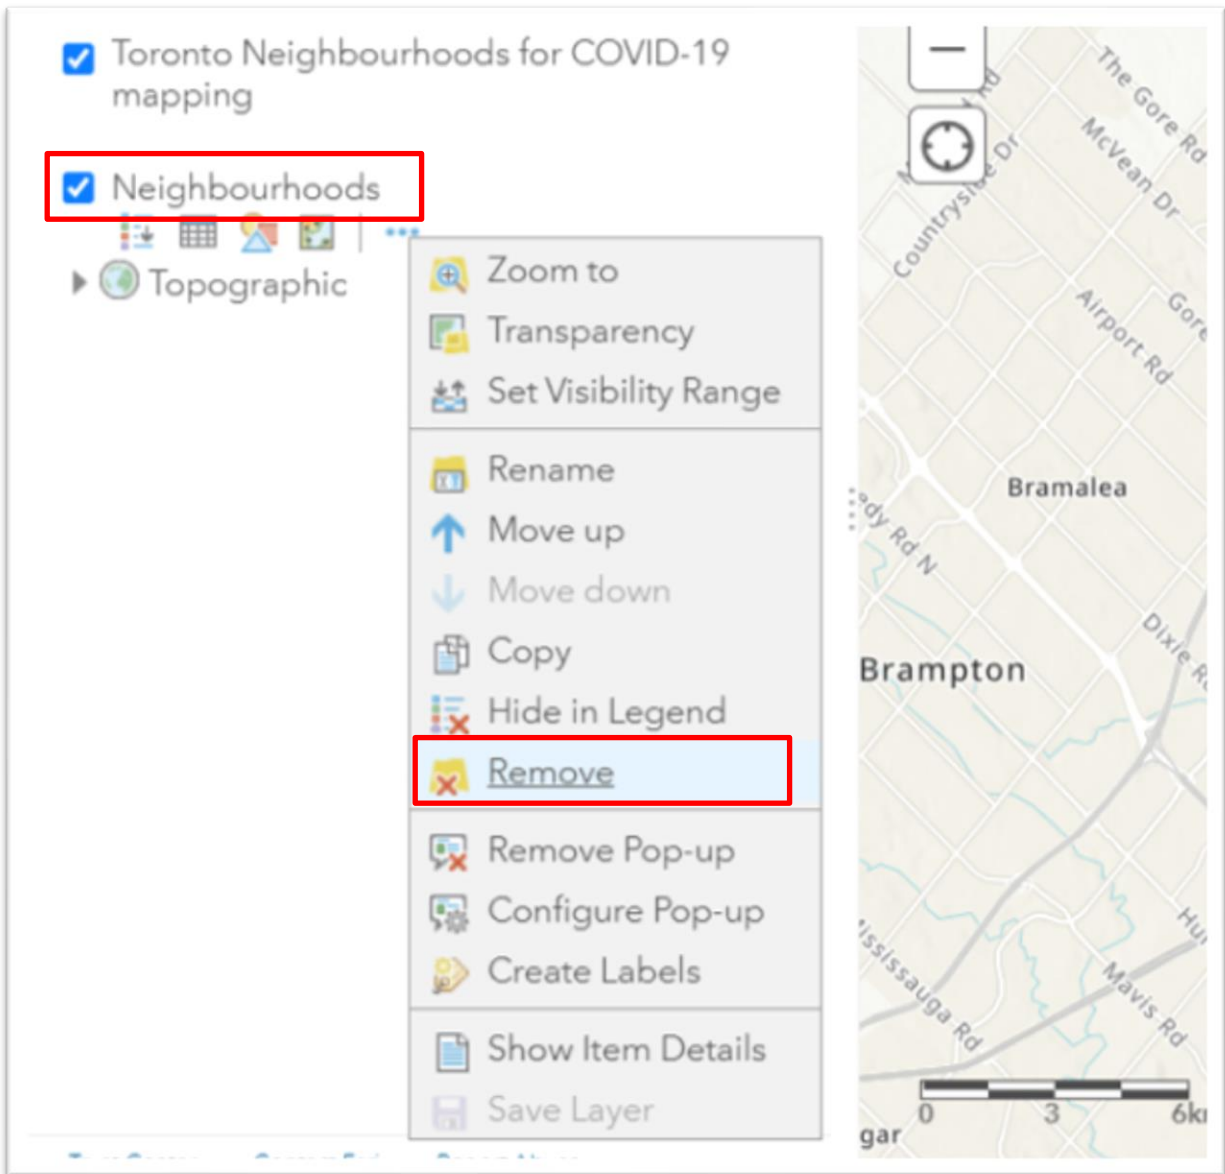 Toronto Neighbourhoods for COVID-19
mapping
Neighbourhoods
Topographic
Zoom to
Transparency
Set Visibility Range
Rename
Move up
Move down
Copy
Hide in Legend
Remove
Remove Pop-up
Configure Pop-up
Create Labels
Show Item Details
Save Layer
The Gore Rd
McVean Dr
Countryside Dr
Airport Rd
Gore
Bramalea
edy Rd N
Dixie R
Brampton
Hu
ississauga Rd
Mavis Rd
0 3 6k
gar